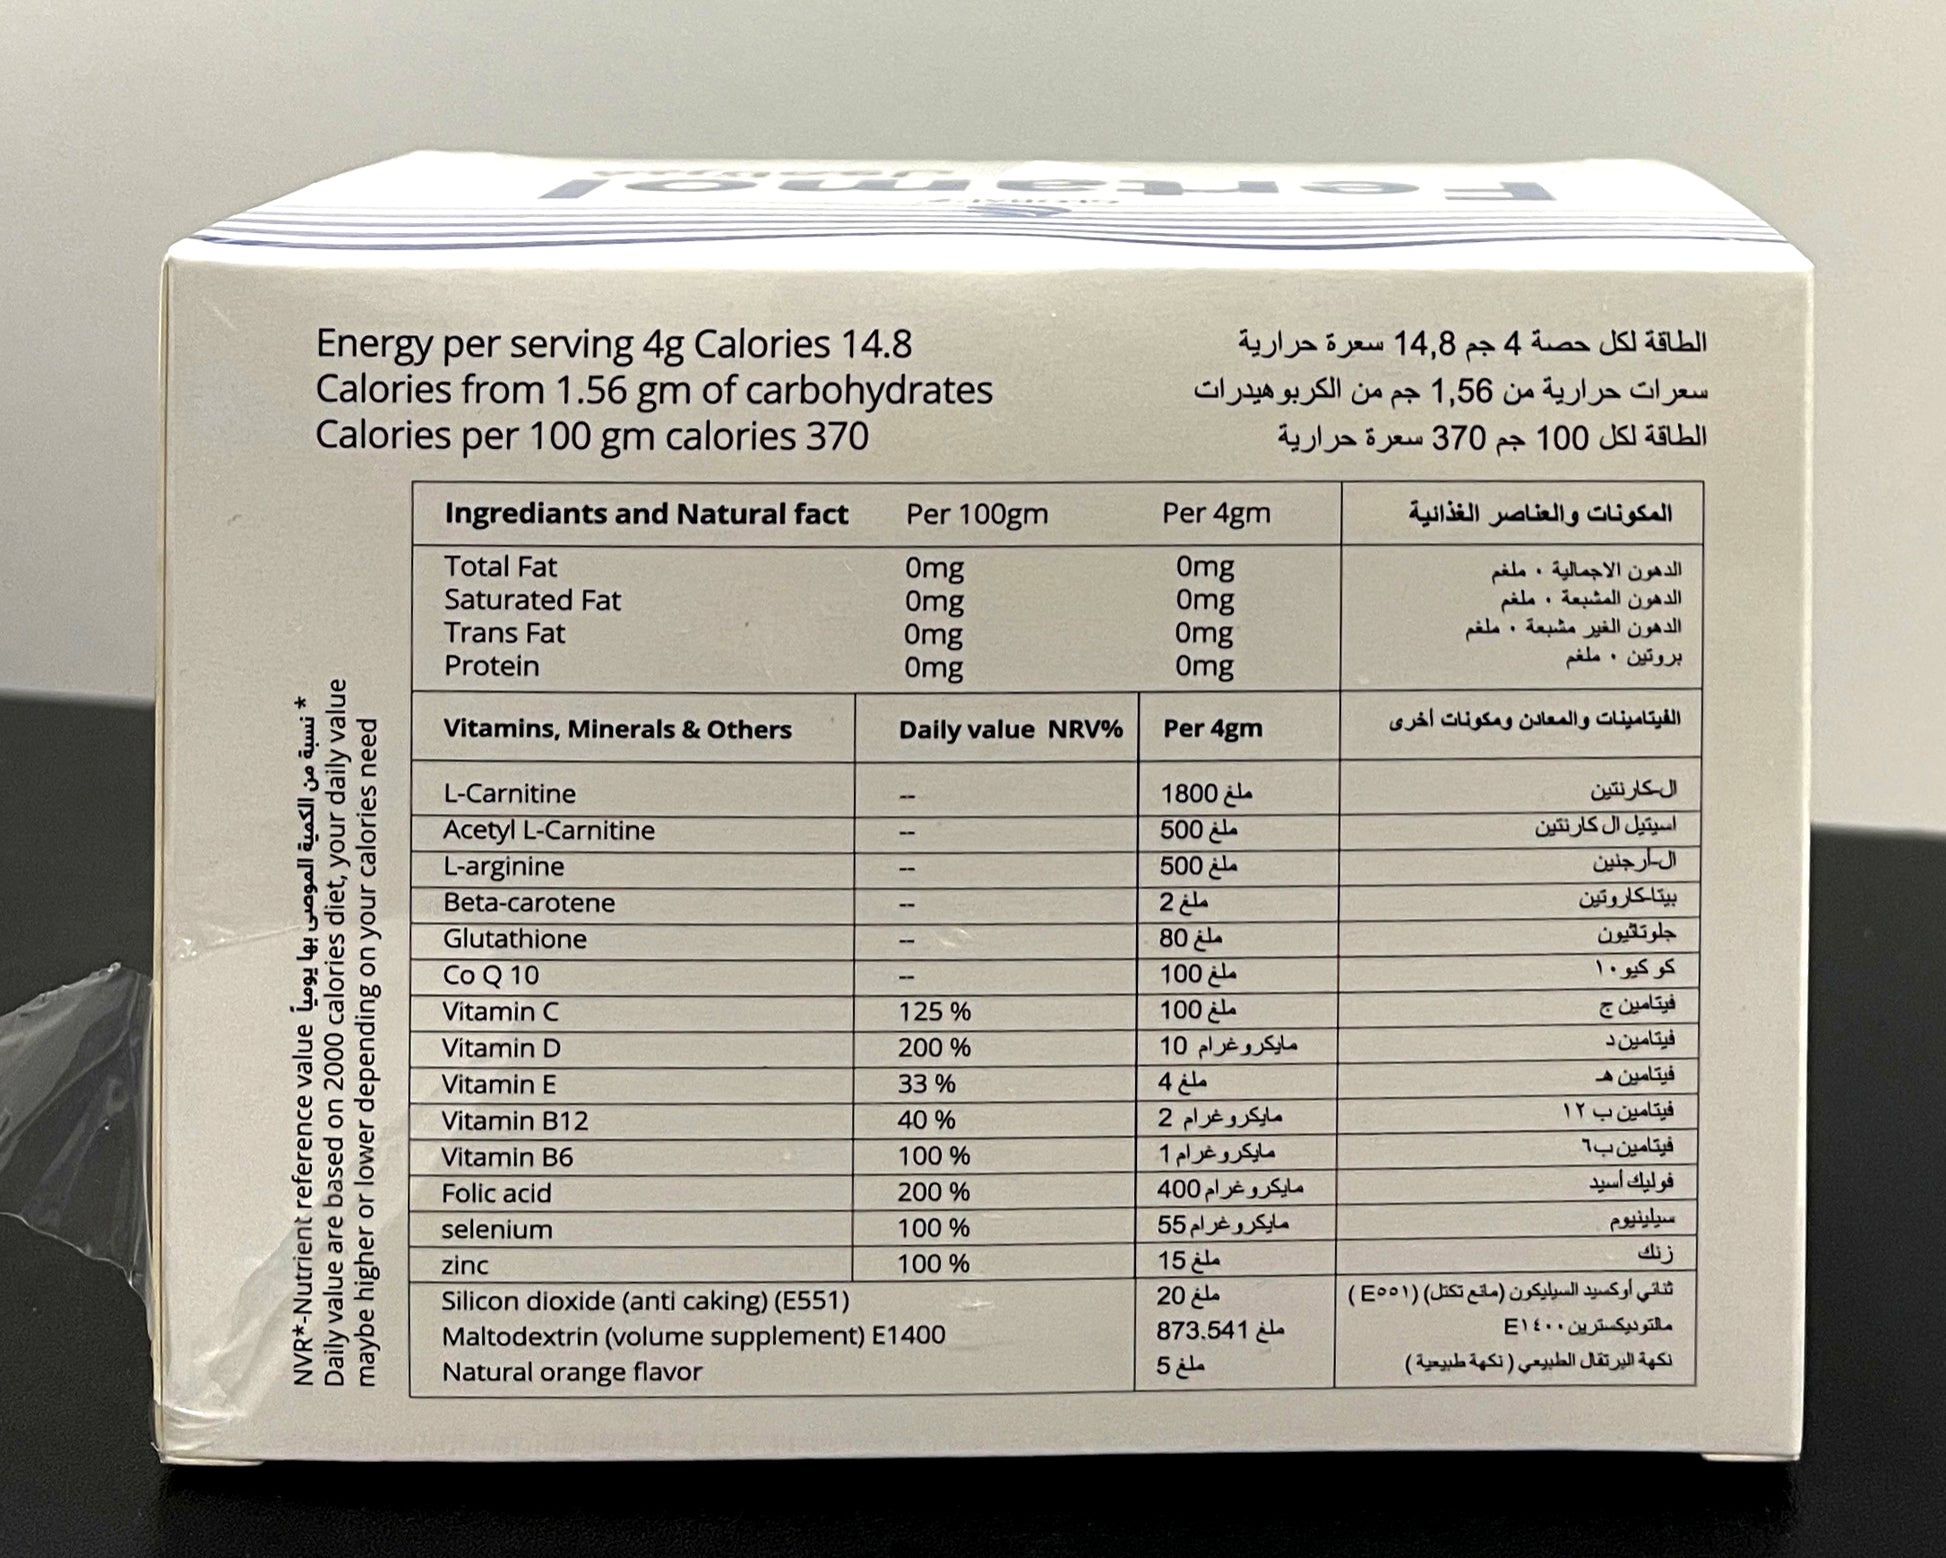 Fertamol
Energy per serving 4g Calories 14.8
Calories from 1.56 gm of carbohydrates
Calories per 100 gm calories 370
الطاقة لكل حصة 4 جم 14,8 سعرة حرارية
سعرات حرارية من 1,56 جم من الكربوهيدرات
الطاقة لكل 100 جم 370 سعرة حرارية
Ingrediants and Natural fact Per 100gm Per 4gm المكونات والعناصر الغذائية
Total Fat 0mg 0mg الدهون الاجمالية ٠ ملغم
Saturated Fat 0mg 0mg الدهون المشبعة ٠ ملغم
Trans Fat 0mg 0mg الدهون الغير مشبعة ٠ ملغم
Protein 0mg 0mg بروتين ٠ ملغم
Vitamins, Minerals & Others Daily value NRV% Per 4gm الفيتامينات والمعادن ومكونات أخرى
L-Carnitine -- 1800 ملغ ال-كارنتين
Acetyl L-Carnitine -- 500 ملغ اسيتيل ال كارنتين
L-arginine -- 500 ملغ ال-أرجنين
Beta-carotene -- 2 ملغ بيتا-كاروتين
Glutathione -- 80 ملغ جلوتاثيون
Co Q 10 -- 100 ملغ كو كيو ١٠
Vitamin C 125 % 100 ملغ فيتامين ج
Vitamin D 200 % 10 مايكروغرام فيتامين د
Vitamin E 33 % 4 ملغ فيتامين هـ
Vitamin B12 40 % 2 مايكروغرام فيتامين ب ١٢
Vitamin B6 100 % 1 مايكروغرام فيتامين ب٦
Folic acid 200 % 400 مايكروغرام فوليك أسيد
selenium 100 % 55 مايكروغرام سيلينيوم
zinc 100 % 15 ملغ زنك
Silicon dioxide (anti caking) (E551) 20 ملغ ثنائي أوكسيد السيليكون (مانع تكتل) (E٥٥١)
Maltodextrin (volume supplement) E1400 873.541 ملغ مالتوديكسترين E١٤٠٠
Natural orange flavor 5 ملغ نكهة البرتقال الطبيعي (نكهة طبيعية)
NVR*-Nutrient reference value نسبة من الكمية الموصى بها يومياً *
Daily value are based on 2000 calories diet, your daily value
maybe higher or lower depending on your calories need